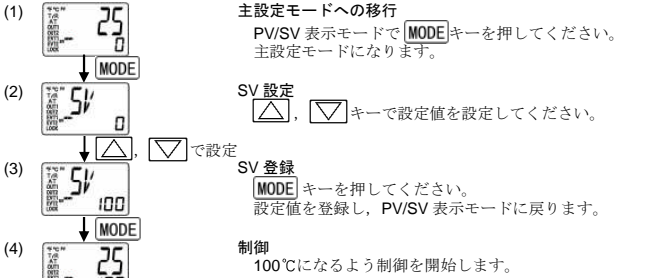 (1)
25
0
主設定モードへの移行
PV/SV 表示モードで MODE キーを押してください。
主設定モードになります。
MODE
(2)
SV
0
SV 設定
△ , ▽ キーで設定値を設定してください。
△ , ▽ で設定
(3)
SV
100
SV 登録
MODE キーを押してください。
設定値を登録し，PV/SV 表示モードに戻ります。
MODE
(4)
25
制御
100℃になるよう制御を開始します。